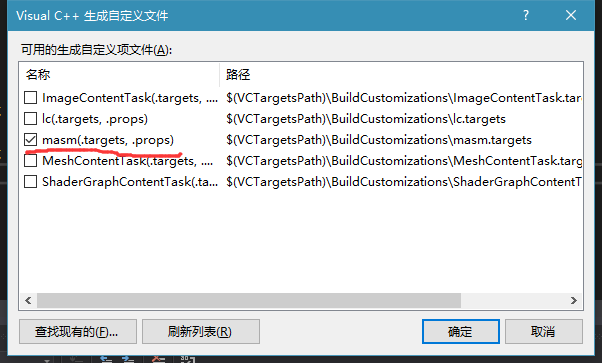 Visual C++ 生成自定义文件
可用的生成自定义项文件(A):
名称 路径
ImageContentTask(.targets, .... $(VCTargetsPath)\BuildCustomizations\ImageContentTask.tar
lc(.targets, .props) $(VCTargetsPath)\BuildCustomizations\lc.targets
masm(.targets, .props) $(VCTargetsPath)\BuildCustomizations\masm.targets
MeshContentTask(.targets, .... $(VCTargetsPath)\BuildCustomizations\MeshContentTask.targ
ShaderGraphContentTask(.ta... $(VCTargetsPath)\BuildCustomizations\ShaderGraphContentT
查找现有的(F)... 刷新列表(R) 确定 取消